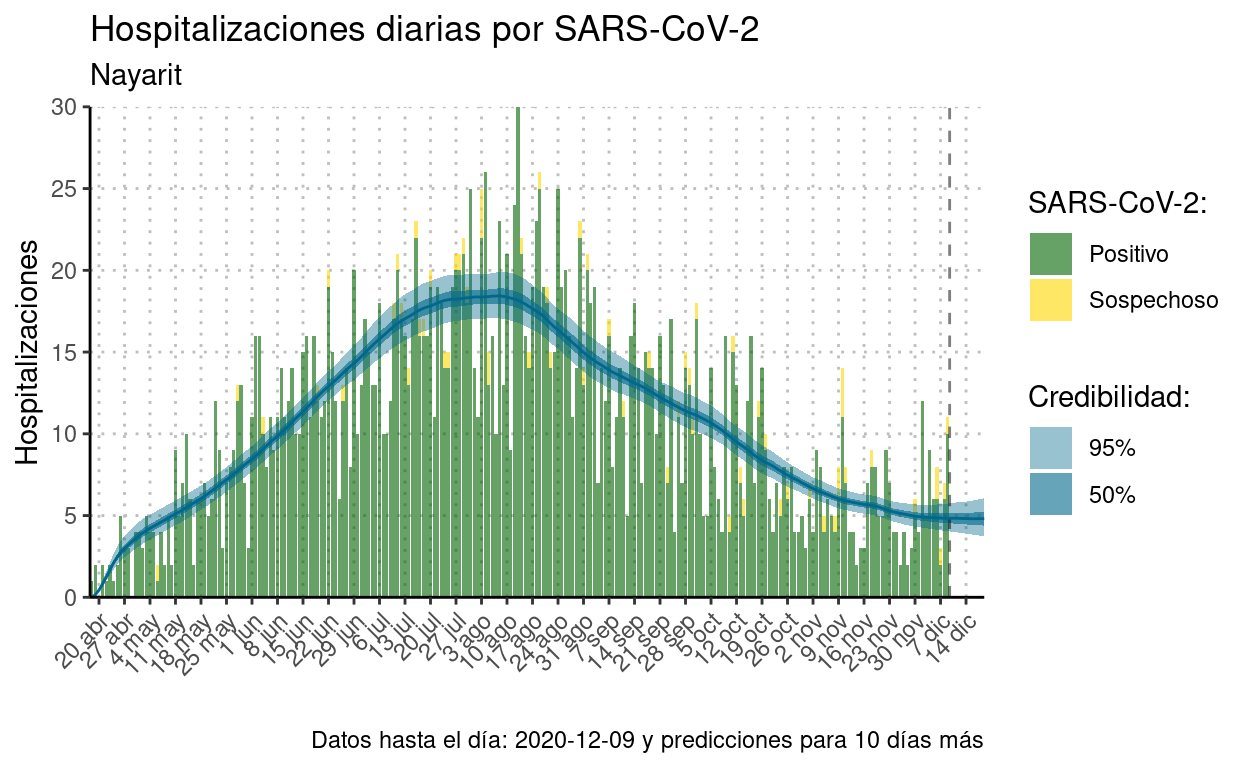 Hospitalizaciones diarias por SARS-CoV-2
Nayarit
Hospitalizaciones
30
25
20
15
10
5
0
20 abr
27 abr
4 may
11 may
18 may
25 may
1 jun
8 jun
15 jun
22 jun
29 jun
6 jul
13 jul
20 jul
27 jul
3 ago
10 ago
17 ago
24 ago
31 ago
7 sep
14 sep
21 sep
28 sep
5 oct
12 oct
19 oct
26 oct
2 nov
9 nov
16 nov
23 nov
30 nov
7 dic
14 dic
SARS-CoV-2:
Positivo
Sospechoso
Credibilidad:
95%
50%
Datos hasta el día: 2020-12-09 y predicciones para 10 días más